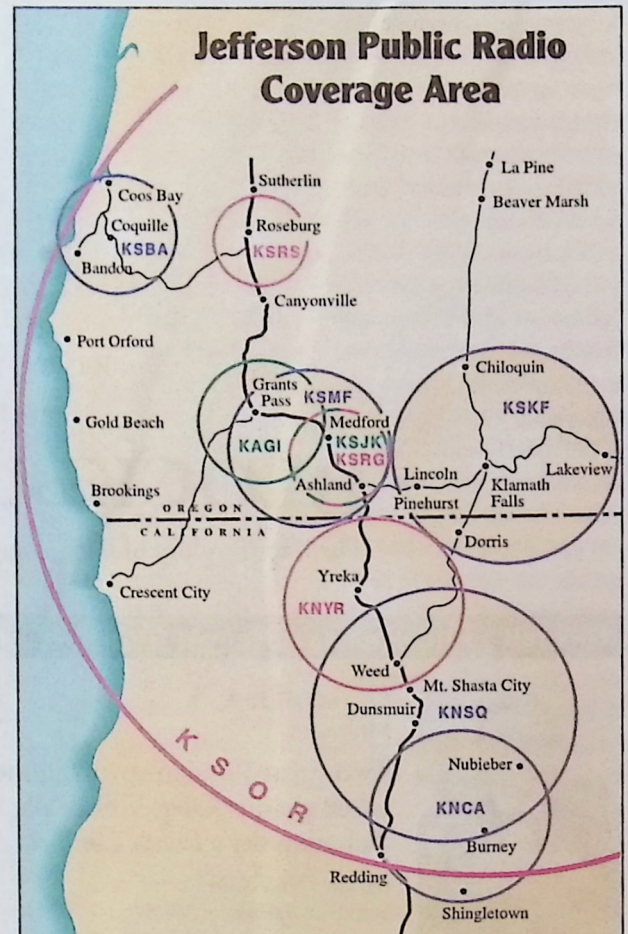 Jefferson Public Radio
Coverage Area
La Pine
Sutherlin
Coos Bay
Beaver Marsh
Coquille
Roseburg
KSBA
KSRS
Bandon
Canyonville
Port Orford
Chiloquin
Grants
Pass
KSMF
KSKF
Gold Beach
Medford
KAGI
KSJK
KSRG
Lakeview
Lincoln
Ashland
Klamath
Falls
Pinehurst
Brookings
OREGON
CALIFORNIA
Dorris
Yreka
Crescent City
KNYR
Weed
Mt. Shasta City
Dunsmuir
KNSQ
KSOR
Nubieber
KNCA
Burney
Redding
Shingletown